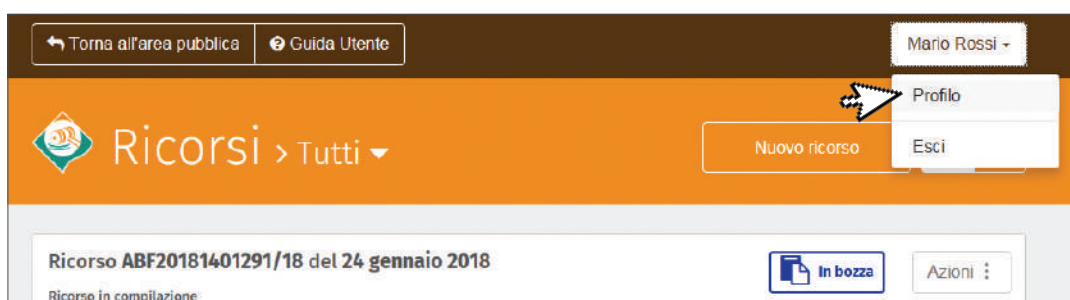 Torna all'area pubblica Guida Utente Mario Rossi
Profilo
Ricorsi > Tutti Nuovo ricorso Esci
Ricorso ABF20181401291/18 del 24 gennaio 2018 In bozza Azioni
Ricorso in compilazione